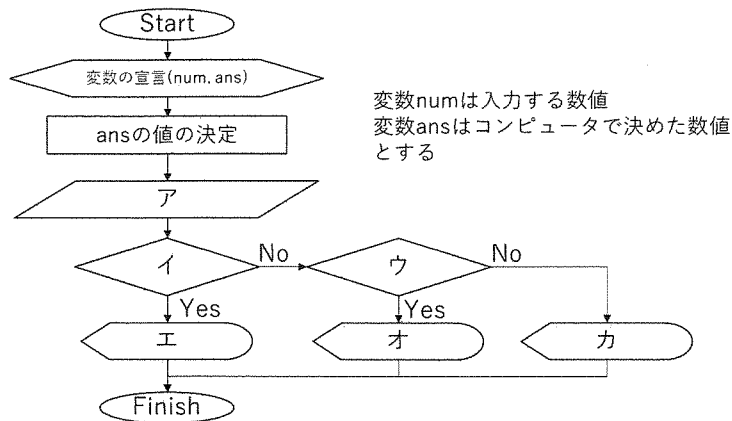 Start
変数の宣言(num, ans)
変数numは入力する数値
変数ansはコンピュータで決めた数値
とする
ansの値の決定
ア
イ
No
ウ
No
Yes
Yes
エ
オ
カ
Finish